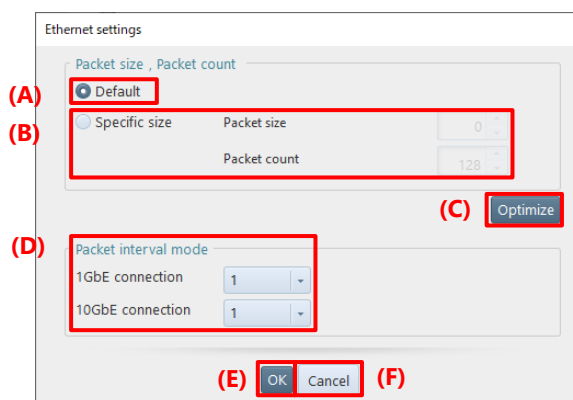 Ethernet settings
Packet size , Packet count
(A) Default
(B) Specific size Packet size 0
Packet count 128
(C) Optimize
(D) Packet interval mode
1GbE connection 1
10GbE connection 1
(E) OK Cancel (F)